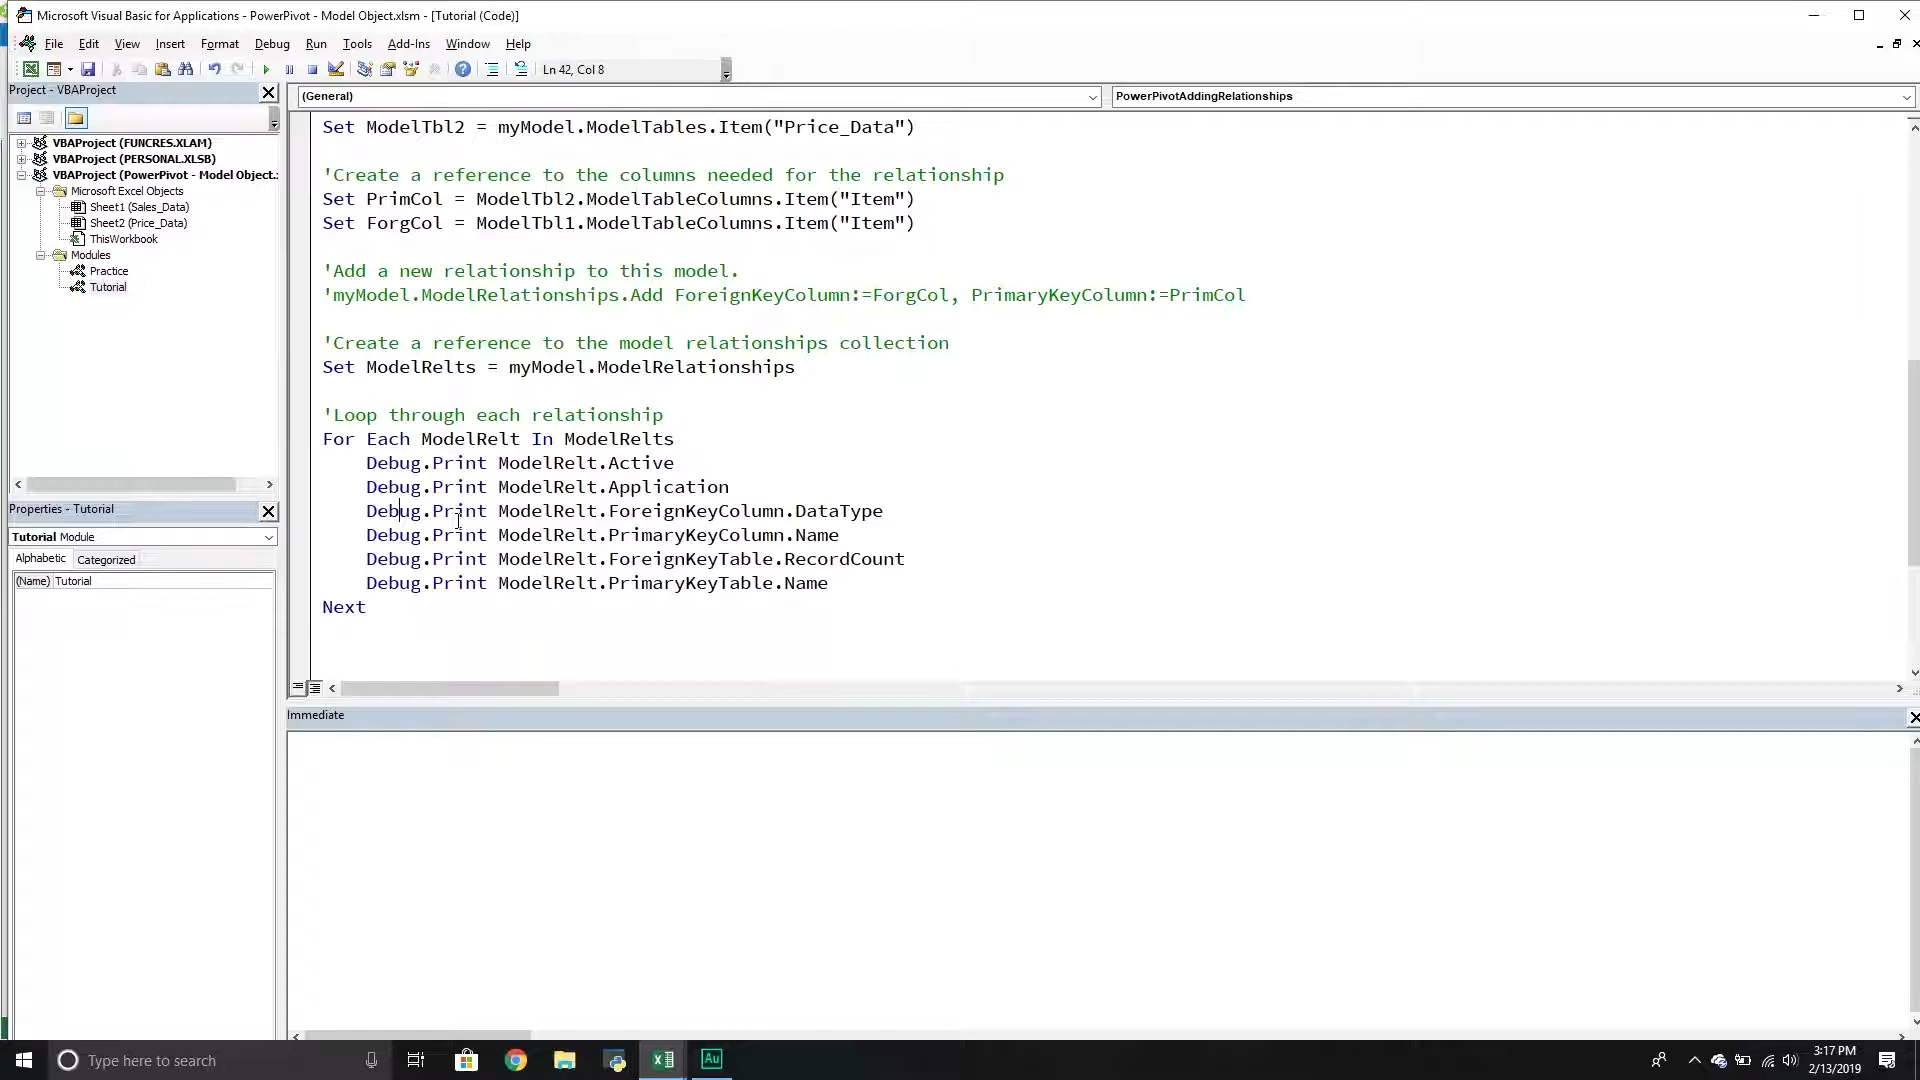 Microsoft Visual Basic for Applications - PowerPivot - Model Object.xlsm - [Tutorial (Code)]
File Edit View Insert Format Debug Run Tools Add-Ins Window Help
Ln 42, Col 8
Project - VBAProject
(General)
PowerPivotAddingRelationships
VBAProject (FUNCRES.XLAM)
VBAProject (PERSONAL.XLSB)
VBAProject (PowerPivot - Model Object.
Microsoft Excel Objects
Sheet1 (Sales_Data)
Sheet2 (Price_Data)
ThisWorkbook
Modules
Practice
Tutorial
Properties - Tutorial
Tutorial Module
Alphabetic Categorized
(Name) Tutorial
Set ModelTbl2 = myModel.ModelTables.Item("Price_Data")
'Create a reference to the columns needed for the relationship
Set PrimCol = ModelTbl2.ModelTableColumns.Item("Item")
Set ForgCol = ModelTbl1.ModelTableColumns.Item("Item")
'Add a new relationship to this model.
'myModel.ModelRelationships.Add ForeignKeyColumn:=ForgCol, PrimaryKeyColumn:=PrimCol
'Create a reference to the model relationships collection
Set ModelRelts = myModel.ModelRelationships
'Loop through each relationship
For Each ModelRelt In ModelRelts
Debug.Print ModelRelt.Active
Debug.Print ModelRelt.Application
Debug.Print ModelRelt.ForeignKeyColumn.DataType
Debug.Print ModelRelt.PrimaryKeyColumn.Name
Debug.Print ModelRelt.ForeignKeyTable.RecordCount
Debug.Print ModelRelt.PrimaryKeyTable.Name
Next
Immediate
Type here to search
Au
3:17 PM
2/13/2019